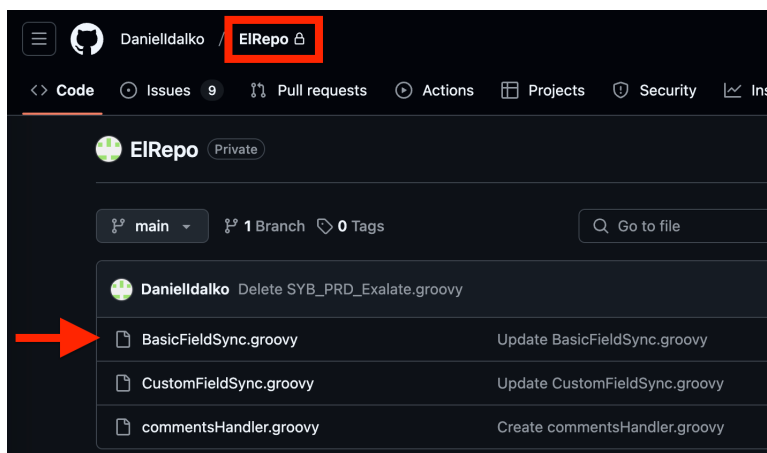 DanielIdalko / ElRepo
Code Issues 9 Pull requests Actions Projects Security Ins
ElRepo Private
main 1 Branch 0 Tags Go to file
DanielIdalko Delete SYB_PRD_Exalate.groovy
BasicFieldSync.groovy Update BasicFieldSync.groovy
CustomFieldSync.groovy Update CustomFieldSync.groovy
commentsHandler.groovy Create commentsHandler.groovy